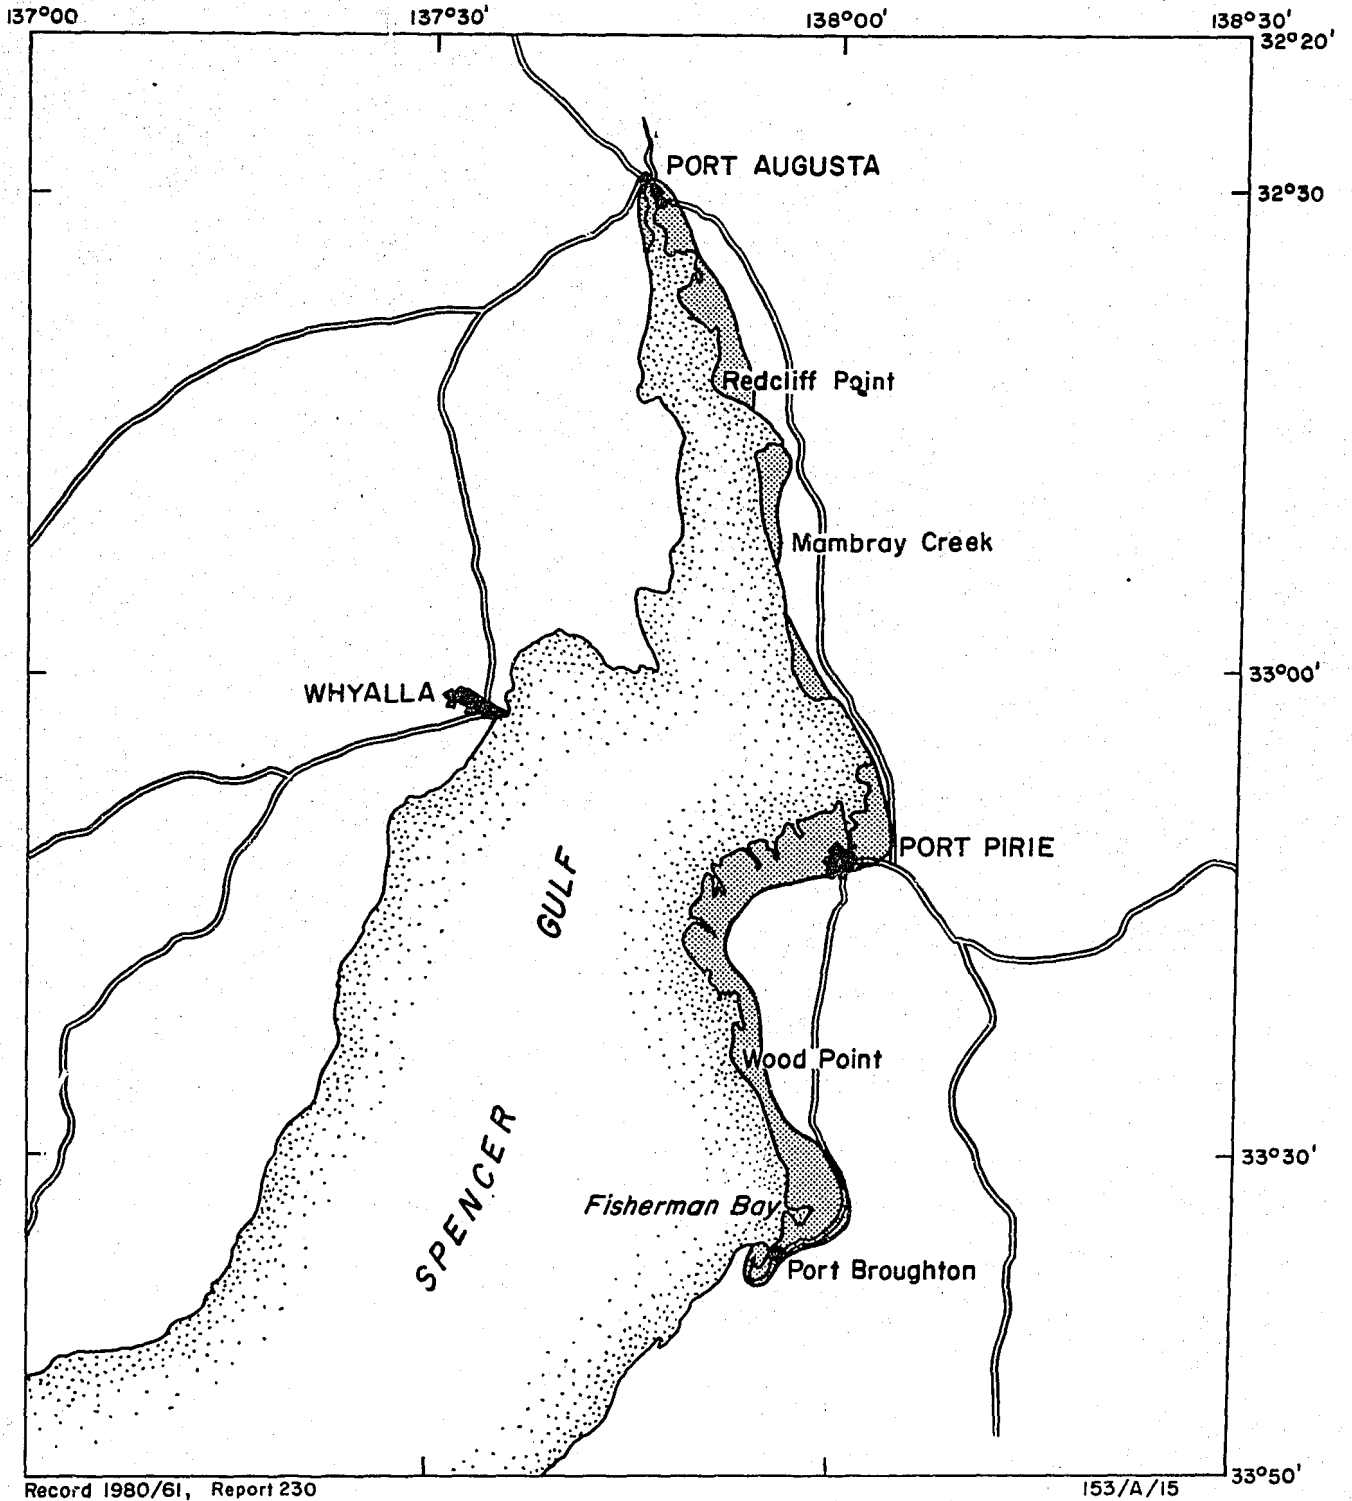 137°00 137°30' 138°00' 138°30'
32°20'
PORT AUGUSTA
32°30
Redcliff Point
Mambray Creek
33°00'
WHYALLA
PORT PIRIE
GULF
Wood Point
SPENCER
33°30'
Fisherman Bay
Port Broughton
33°50'
Record 1980/61, Report 230 153/A/15